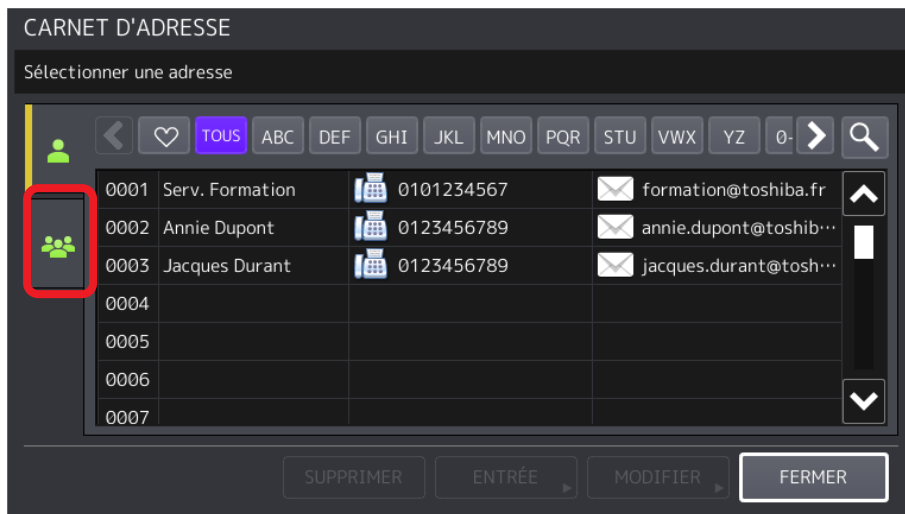 CARNET D'ADRESSE
Sélectionner une adresse
TOUS ABC DEF GHI JKL MNO PQR STU VWX YZ 0-
0001 Serv. Formation 0101234567 formation@toshiba.fr
0002 Annie Dupont 0123456789 annie.dupont@toshib···
0003 Jacques Durant 0123456789 jacques.durant@tosh···
0004
0005
0006
0007
SUPPRIMER ENTRÉE MODIFIER FERMER